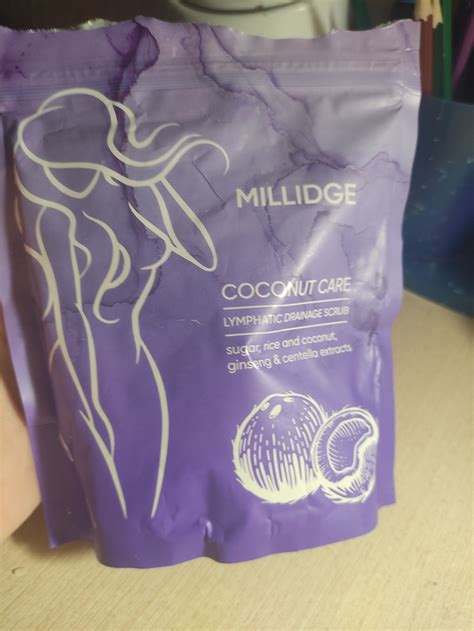 MILLIDGE
COCONUT CARE
LYMPHATIC DRAINAGE SCRUB
sugar, rice and coconut,
ginseng & centella extracts.